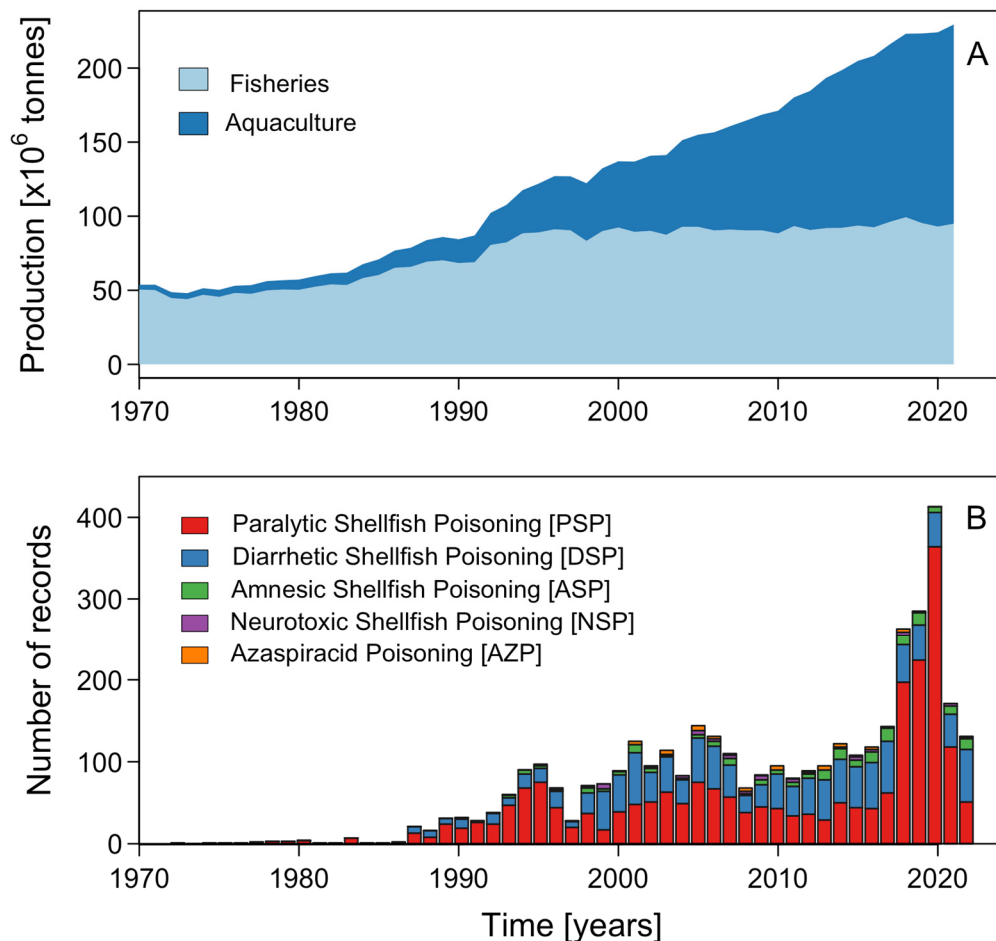 A
Production [x10⁶ tonnes]
200
150
100
50
0
Fisheries
Aquaculture
1970 1980 1990 2000 2010 2020
B
Number of records
400
300
200
100
0
Paralytic Shellfish Poisoning [PSP]
Diarrhetic Shellfish Poisoning [DSP]
Amnesic Shellfish Poisoning [ASP]
Neurotoxic Shellfish Poisoning [NSP]
Azaspiracid Poisoning [AZP]
1970 1980 1990 2000 2010 2020
Time [years]